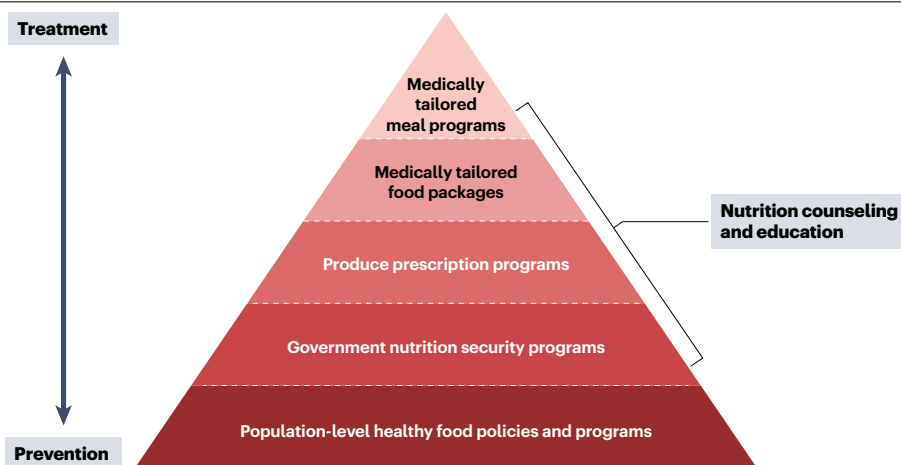 Treatment
Medically
tailored
meal programs
Medically tailored
food packages
Nutrition counseling
and education
Produce prescription programs
Government nutrition security programs
Population-level healthy food policies and programs
Prevention